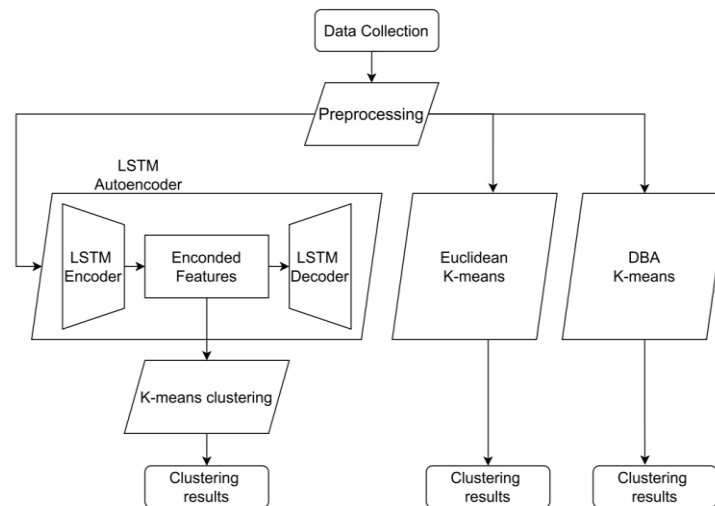 Data Collection
Preprocessing
LSTM
Autoencoder
LSTM
Encoder
Enconded
Features
LSTM
Decoder
Euclidean
K-means
DBA
K-means
K-means clustering
Clustering
results
Clustering
results
Clustering
results